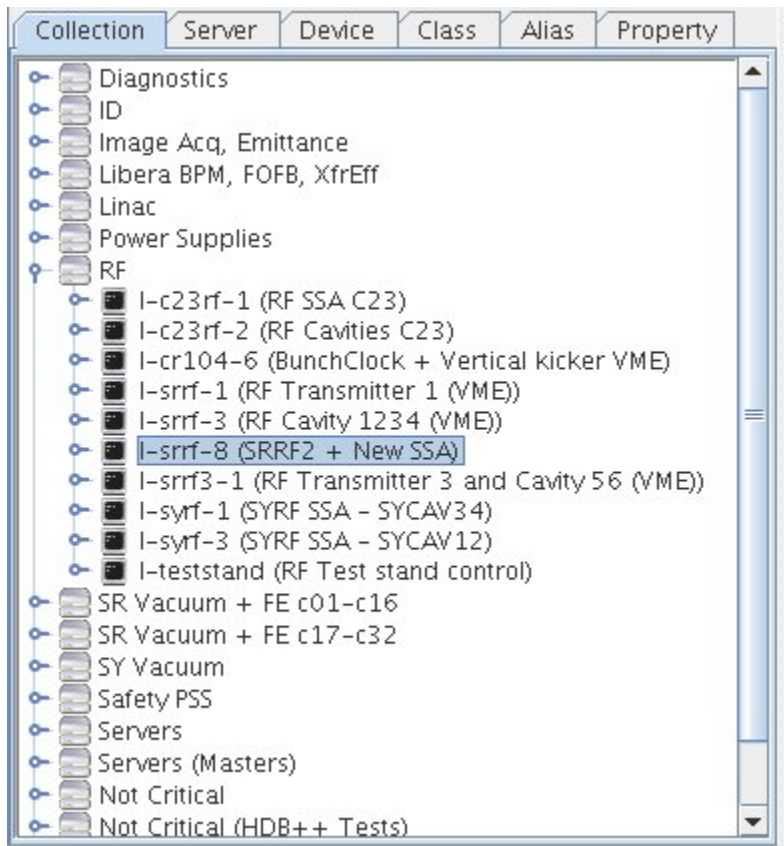 Collection Server Device Class Alias Property
Diagnostics
ID
Image Acq, Emittance
Libera BPM, FOFB, XfrEff
Linac
Power Supplies
RF
l-c23rf-1 (RF SSA C23)
l-c23rf-2 (RF Cavities C23)
l-cr104-6 (BunchClock + Vertical kicker VME)
l-srrf-1 (RF Transmitter 1 (VME))
l-srrf-3 (RF Cavity 1234 (VME))
l-srrf-8 (SRRF2 + New SSA)
l-srrf3-1 (RF Transmitter 3 and Cavity 56 (VME))
l-syrf-1 (SYRF SSA - SYCAV34)
l-syrf-3 (SYRF SSA - SYCAV12)
l-teststand (RF Test stand control)
SR Vacuum + FE c01-c16
SR Vacuum + FE c17-c32
SY Vacuum
Safety PSS
Servers
Servers (Masters)
Not Critical
Not Critical (HDB++ Tests)